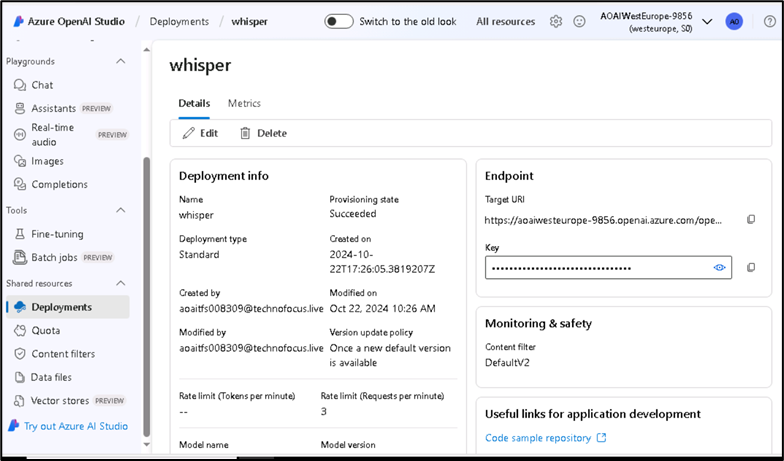 Azure OpenAI Studio / Deployments / whisper
Switch to the old look
All resources
AOAIWestEurope-9856
(westeurope, S0)
AO
Playgrounds
Chat
Assistants PREVIEW
Real-time
audio PREVIEW
Images
Completions
Tools
Fine-tuning
Batch jobs PREVIEW
Shared resources
Deployments
Quota
Content filters
Data files
Vector stores PREVIEW
Try out Azure AI Studio
whisper
Details Metrics
Edit Delete
Deployment info
Name
whisper
Provisioning state
Succeeded
Deployment type
Standard
Created on
2024-10-
22T17:26:05.3819207Z
Created by
aoaitfs008309@technofocus.live
Modified on
Oct 22, 2024 10:26 AM
Modified by
aoaitfs008309@technofocus.live
Version update policy
Once a new default version
is available
Rate limit (Tokens per minute)
--
Rate limit (Requests per minute)
3
Model name
Model version
Endpoint
Target URI
https://aoaiwesteurope-9856.openai.azure.com/ope...
Key
••••••••••••••••••••••••••••••••
Monitoring & safety
Content filter
DefaultV2
Useful links for application development
Code sample repository